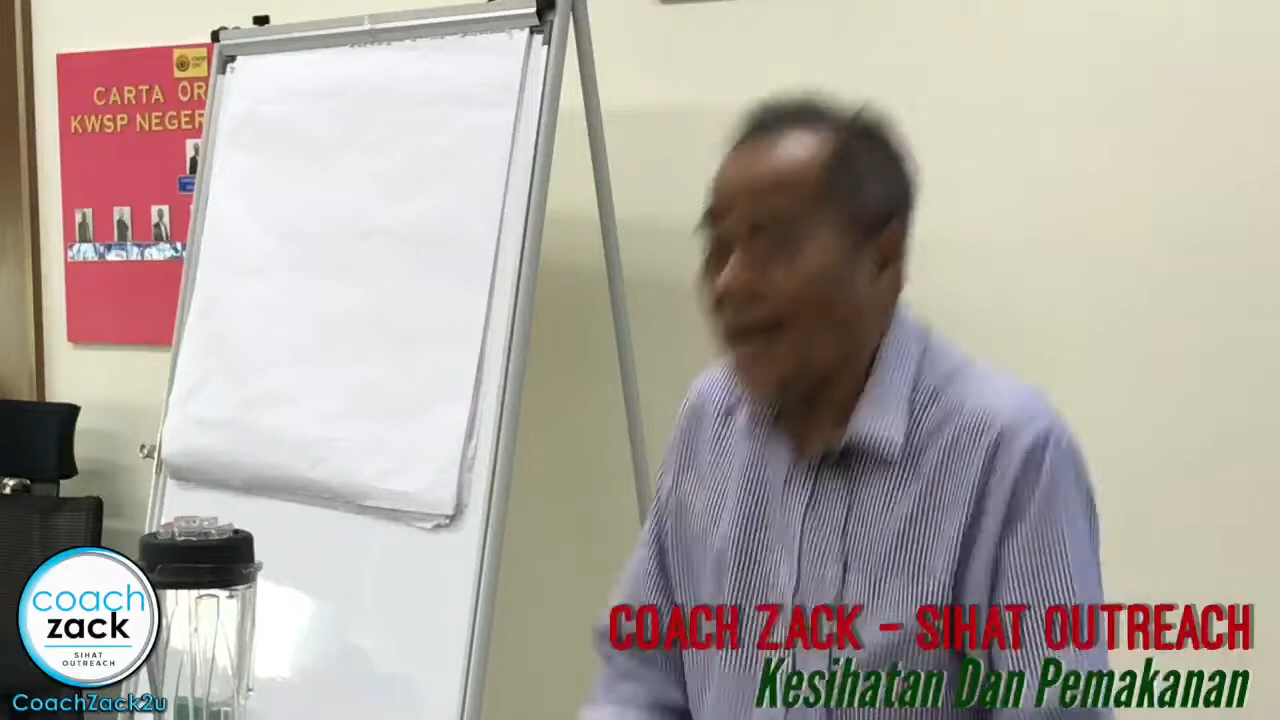 CARTA OR
KWSP NEGER
coach
zack
SIHAT
OUTREACH
CoachZack2u
COACH ZACK - SIHAT OUTREACH
Kesihatan Dan Pemakanan